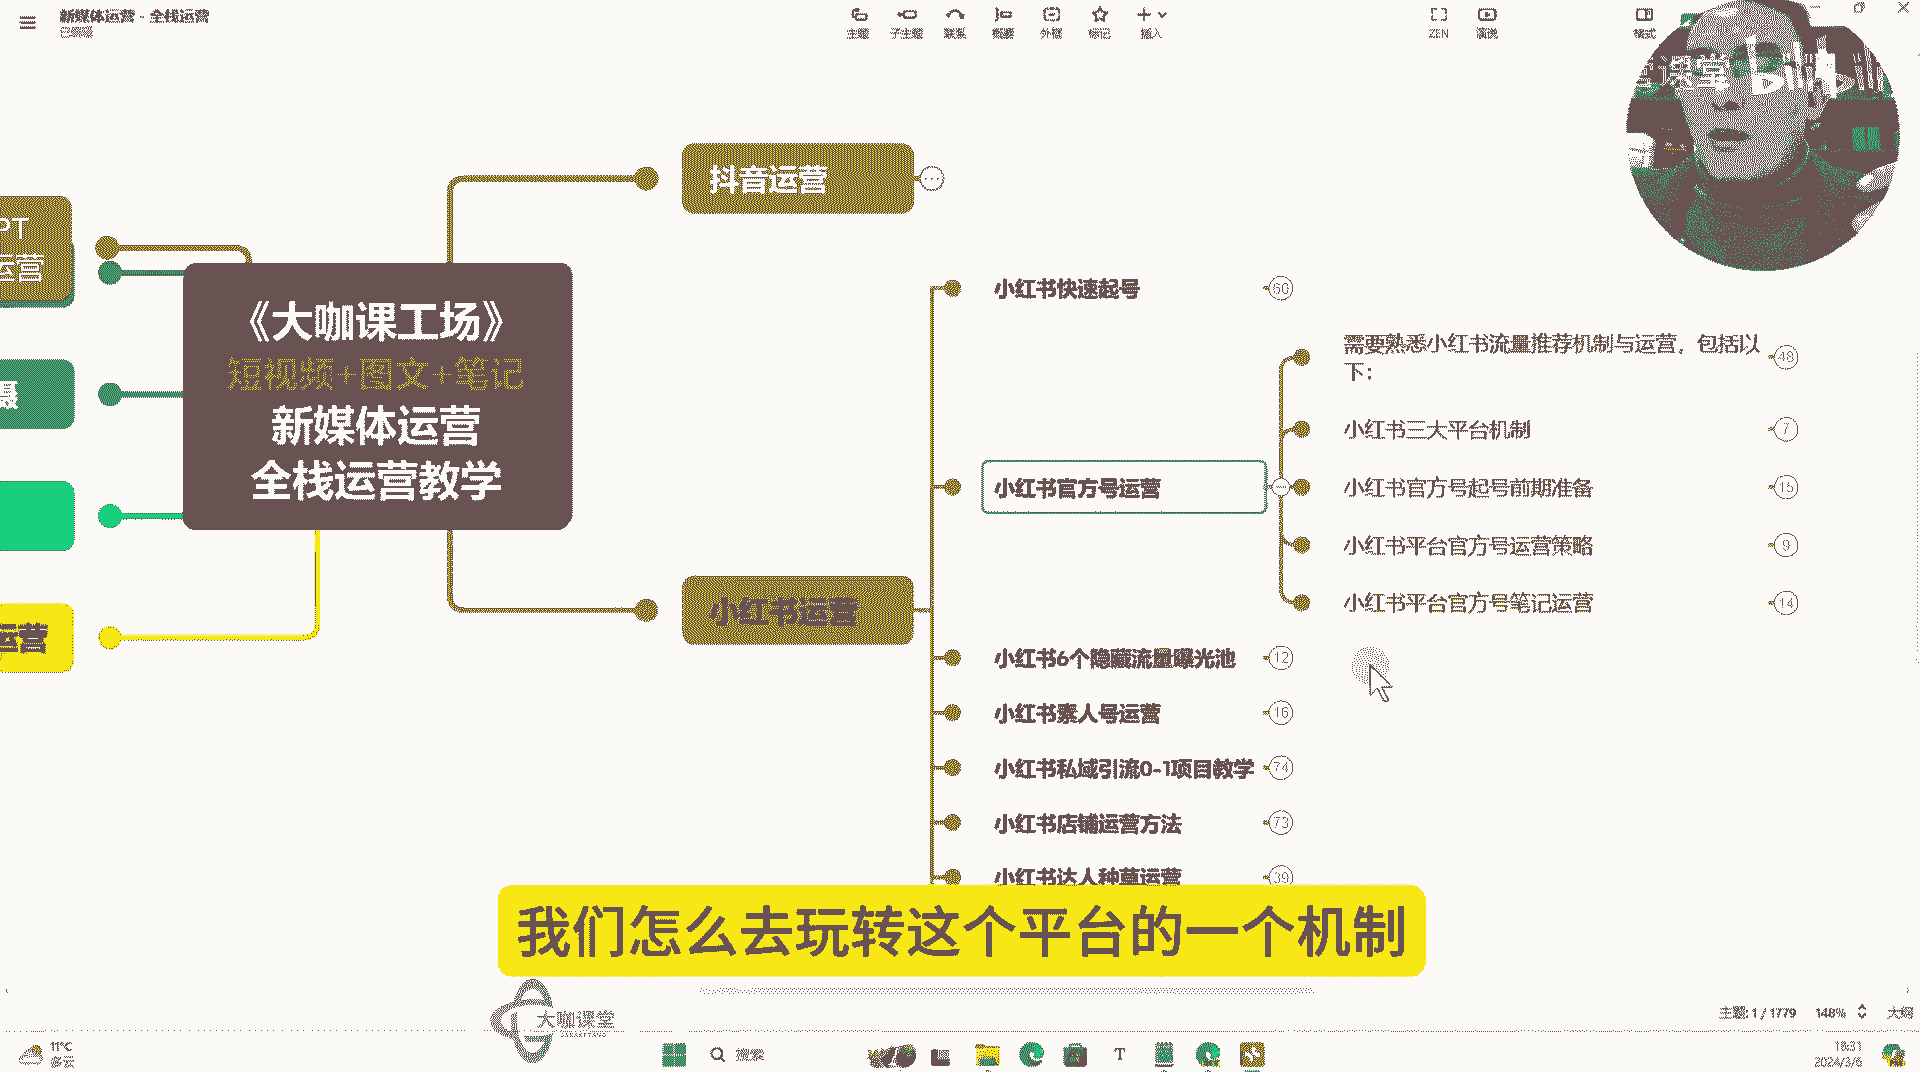 新媒体运营 - 全栈运营
已编辑
主题
子主题
联系
概要
外框
标记
插入
ZEN
演说
格式
课堂 bilibili
抖音运营
PT
运营
摄
运营
《大咖课工场》
短视频+图文+笔记
新媒体运营
全栈运营教学
小红书运营
小红书快速起号
60
小红书官方号运营
需要熟悉小红书流量推荐机制与运营，包括以
下：
48
小红书三大平台机制
7
小红书官方号起号前期准备
15
小红书平台官方号运营策略
9
小红书平台官方号笔记运营
14
小红书6个隐藏流量曝光池
12
小红书素人号运营
16
小红书私域引流0-1项目教学
74
小红书店铺运营方法
73
小红书达人种草运营
39
我们怎么去玩转这个平台的一个机制
大咖课堂
主题: 1 / 1779
148%
大纲
11°C
多云
搜索
18:31
2024/3/6